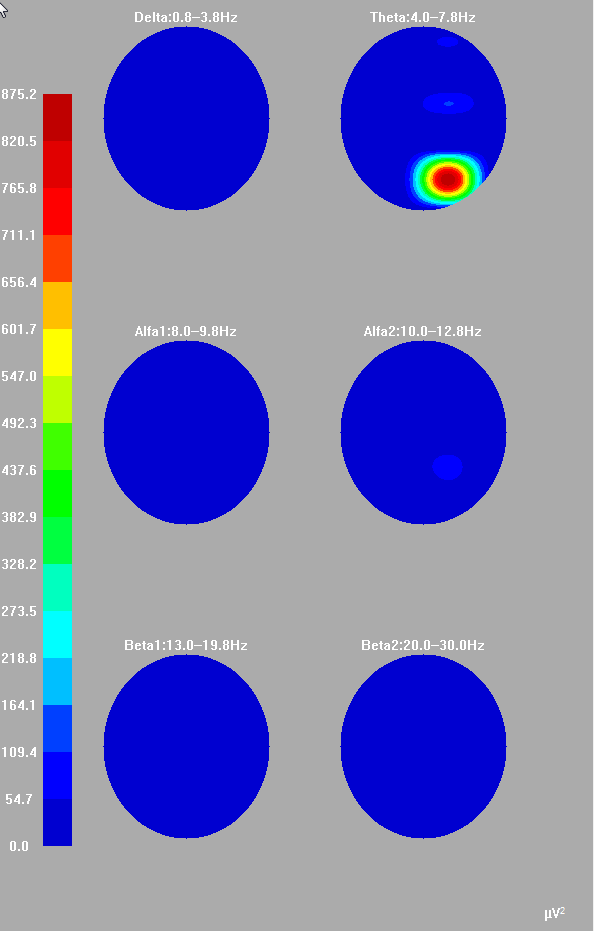 Delta:0.8–3.8Hz
Theta:4.0–7.8Hz
875.2
820.5
765.8
711.1
656.4
601.7
547.0
492.3
437.6
382.9
328.2
273.5
218.8
164.1
109.4
54.7
0.0
Alfa1:8.0–9.8Hz
Alfa2:10.0–12.8Hz
Beta1:13.0–19.8Hz
Beta2:20.0–30.0Hz
µV²